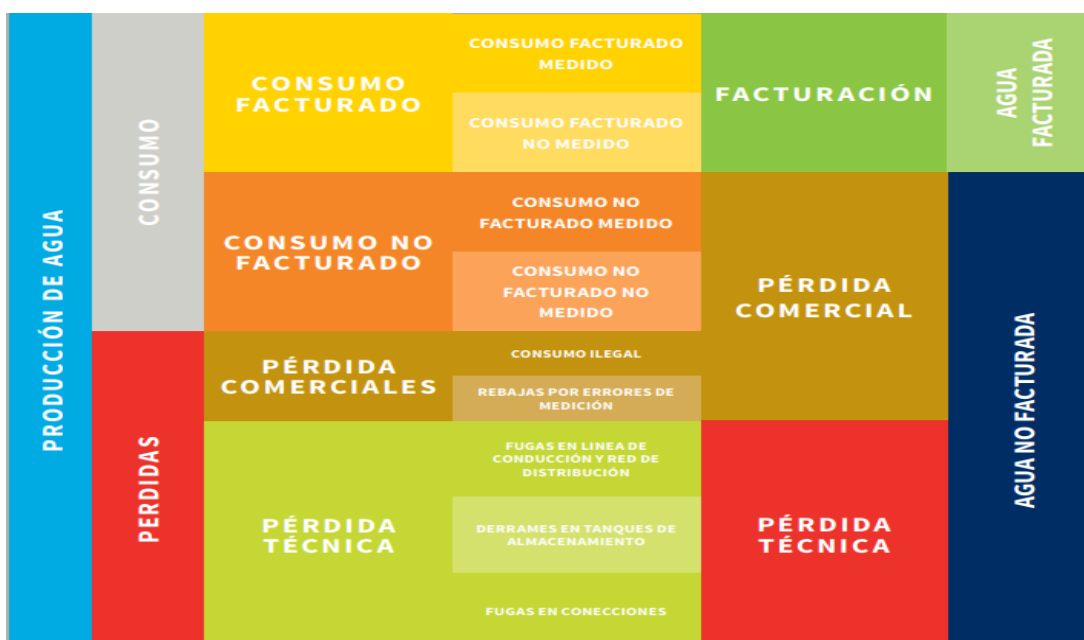 PRODUCCIÓN DE AGUA
CONSUMO
PERDIDAS
CONSUMO
FACTURADO
CONSUMO NO
FACTURADO
PÉRDIDA
COMERCIALES
PÉRDIDA
TÉCNICA
CONSUMO FACTURADO
MEDIDO
CONSUMO FACTURADO
NO MEDIDO
CONSUMO NO
FACTURADO MEDIDO
CONSUMO NO
FACTURADO NO
MEDIDO
CONSUMO ILEGAL
REBAJAS POR ERRORES DE
MEDICIÓN
FUGAS EN LINEA DE
CONDUCCIÓN Y RED DE
DISTRIBUCIÓN
DERRAMES EN TANQUES DE
ALMACENAMIENTO
FUGAS EN CONECCIONES
FACTURACIÓN
PÉRDIDA
COMERCIAL
PÉRDIDA
TÉCNICA
AGUA
FACTURADA
AGUA NO FACTURADA